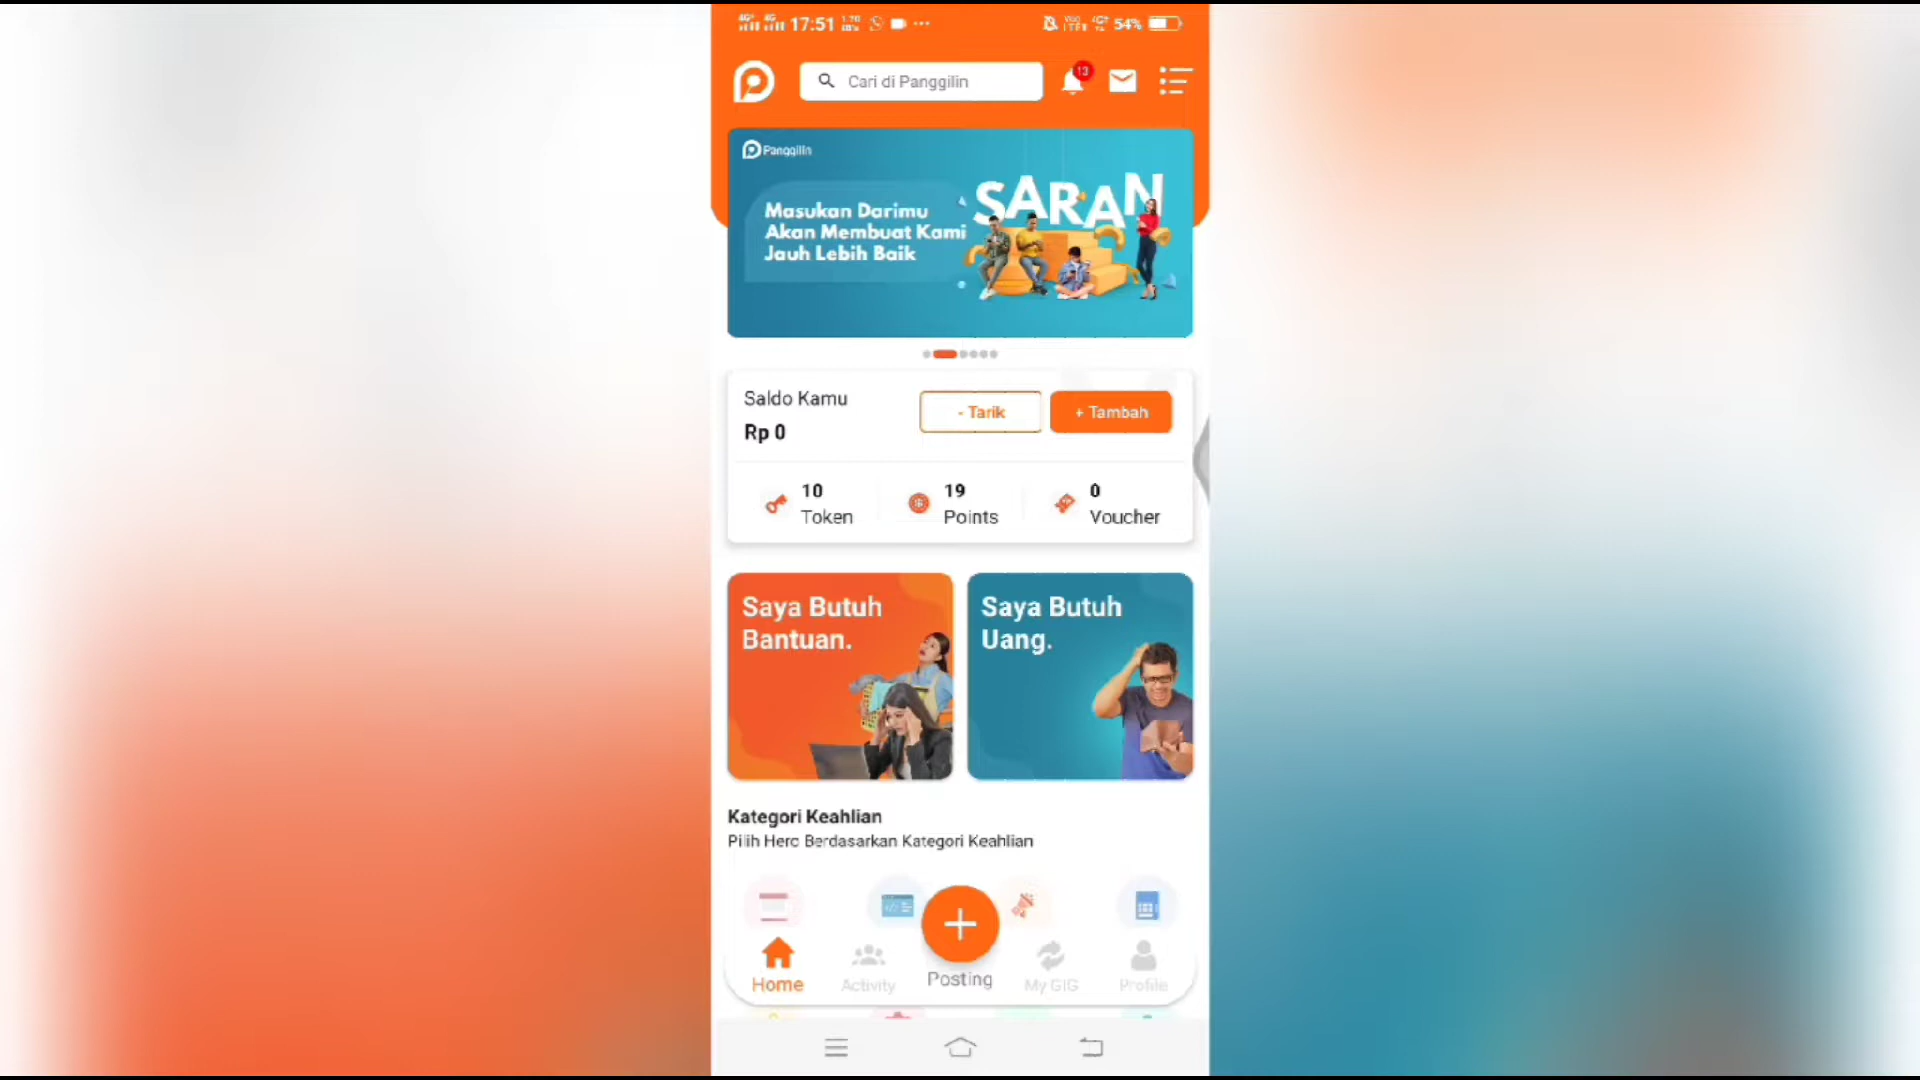 17:51
54%
Cari di Panggilin
13
Panggilin
SARAN
Masukan Darimu
Akan Membuat Kami
Jauh Lebih Baik
Saldo Kamu
- Tarik
+ Tambah
Rp 0
10
19
0
Token
Points
Voucher
Saya Butuh
Bantuan.
Saya Butuh
Uang.
Kategori Keahlian
Pilih Hero Berdasarkan Kategori Keahlian
Home
Activity
Posting
My GIG
Profile